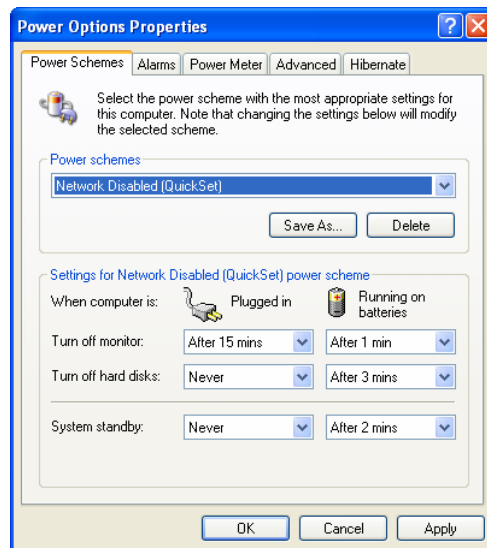 Power Options Properties
Power Schemes Alarms Power Meter Advanced Hibernate
Select the power scheme with the most appropriate settings for
this computer. Note that changing the settings below will modify
the selected scheme.
Power schemes
Network Disabled (QuickSet)
Save As... Delete
Settings for Network Disabled (QuickSet) power scheme
When computer is: Plugged in Running on
batteries
Turn off monitor: After 15 mins After 1 min
Turn off hard disks: Never After 3 mins
System standby: Never After 2 mins
OK Cancel Apply